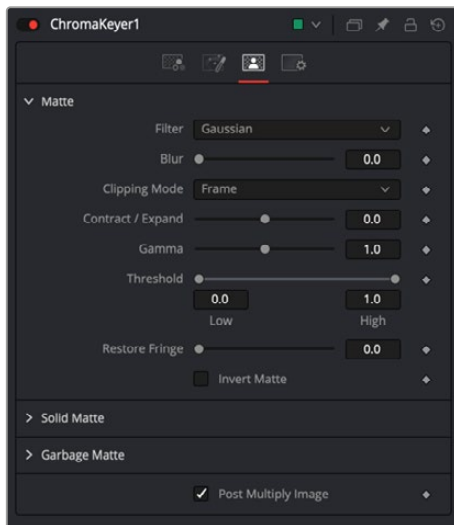 ChromaKeyer1
Matte
Filter Gaussian
Blur 0.0
Clipping Mode Frame
Contract / Expand 0.0
Gamma 1.0
Threshold
0.0 1.0
Low High
Restore Fringe 0.0
Invert Matte
Solid Matte
Garbage Matte
Post Multiply Image